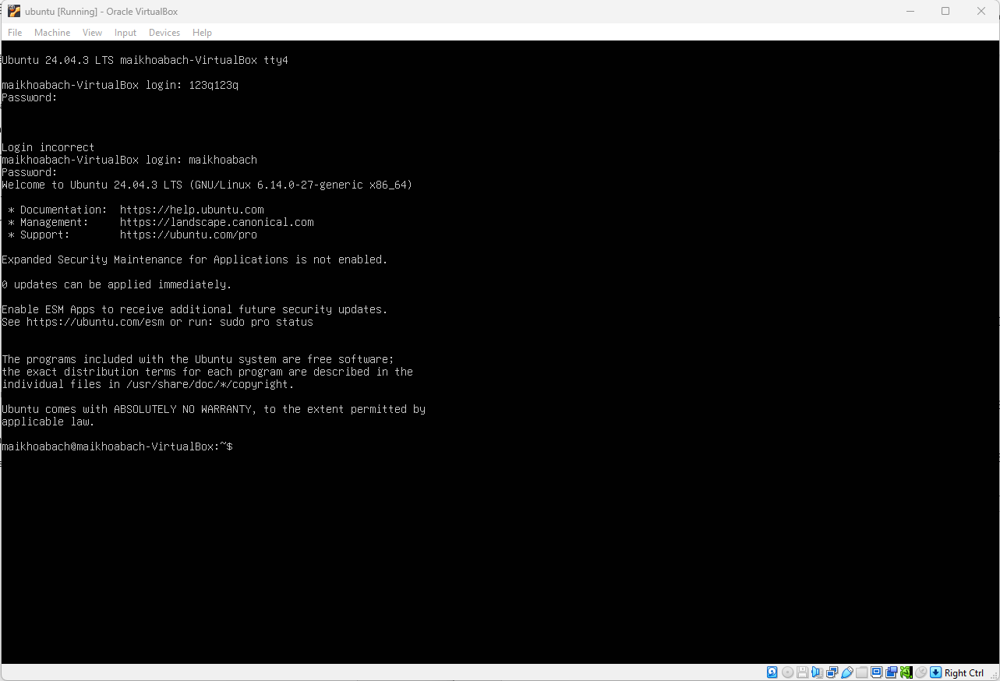 ubuntu [Running] - Oracle VirtualBox
File Machine View Input Devices Help
Ubuntu 24.04.3 LTS maikhoabach-VirtualBox tty4
maikhoabach-VirtualBox login: 123q123q
Password:
Login incorrect
maikhoabach-VirtualBox login: maikhoabach
Password:
Welcome to Ubuntu 24.04.3 LTS (GNU/Linux 6.14.0-27-generic x86_64)
* Documentation: https://help.ubuntu.com
* Management: https://landscape.canonical.com
* Support: https://ubuntu.com/pro
Expanded Security Maintenance for Applications is not enabled.
0 updates can be applied immediately.
Enable ESM Apps to receive additional future security updates.
See https://ubuntu.com/esm or run: sudo pro status
The programs included with the Ubuntu system are free software;
the exact distribution terms for each program are described in the
individual files in /usr/share/doc/*/copyright.
Ubuntu comes with ABSOLUTELY NO WARRANTY, to the extent permitted by
applicable law.
maikhoabach@maikhoabach-VirtualBox:~$
Right Ctrl